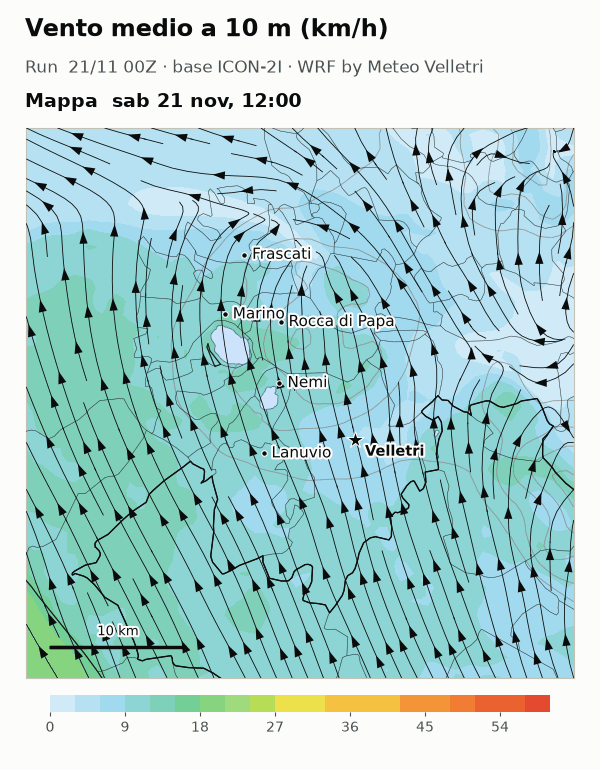 Vento medio a 10 m (km/h)
Run 21/11 00Z · base ICON-2I · WRF by Meteo Velletri
Mappa sab 21 nov, 12:00
Frascati
Marino
Rocca di Papa
Nemi
Lanuvio
Velletri
10 km
0 9 18 27 36 45 54